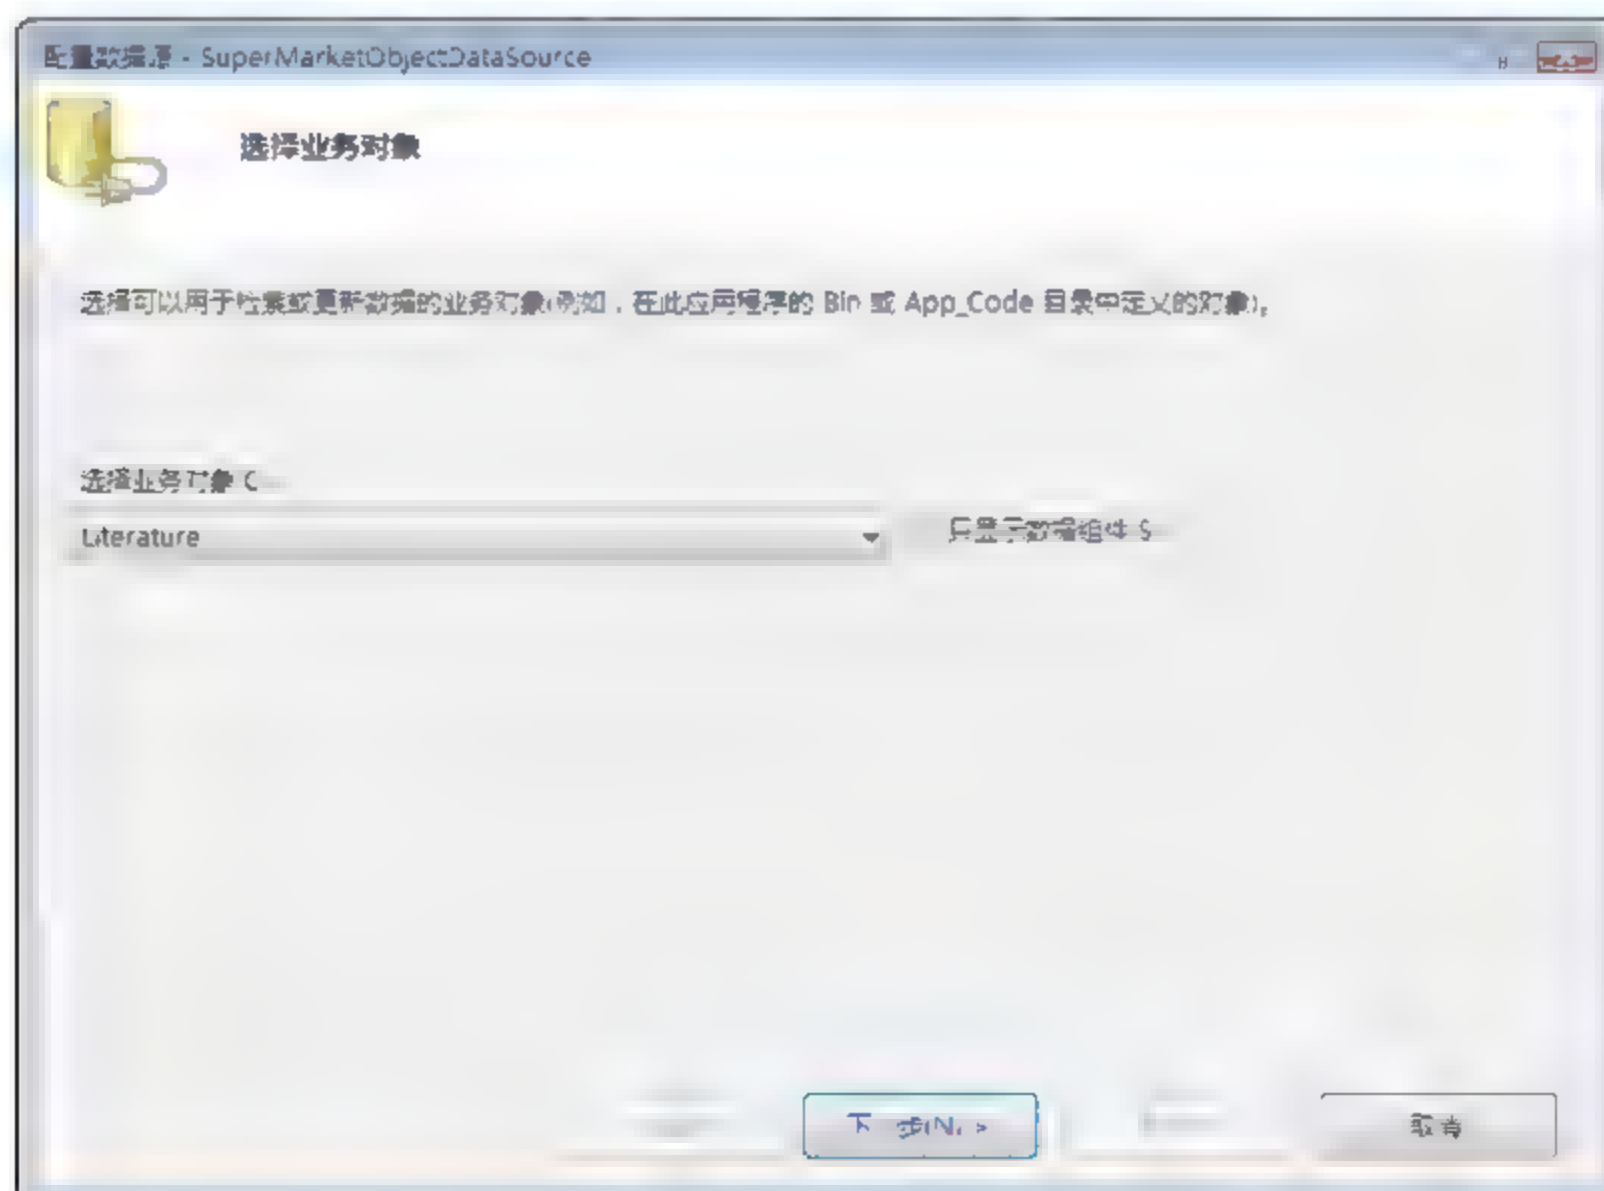 配置数据源 - SuperMarketObjectDataSource
选择业务对象
选择可以用于检索或更新数据的业务对象(例如，在此应用程序的 Bin 或 App_Code 目录中定义的对象)。
选择业务对象 C
Literature
只显示数据组件 S
下一步(N) >
取消